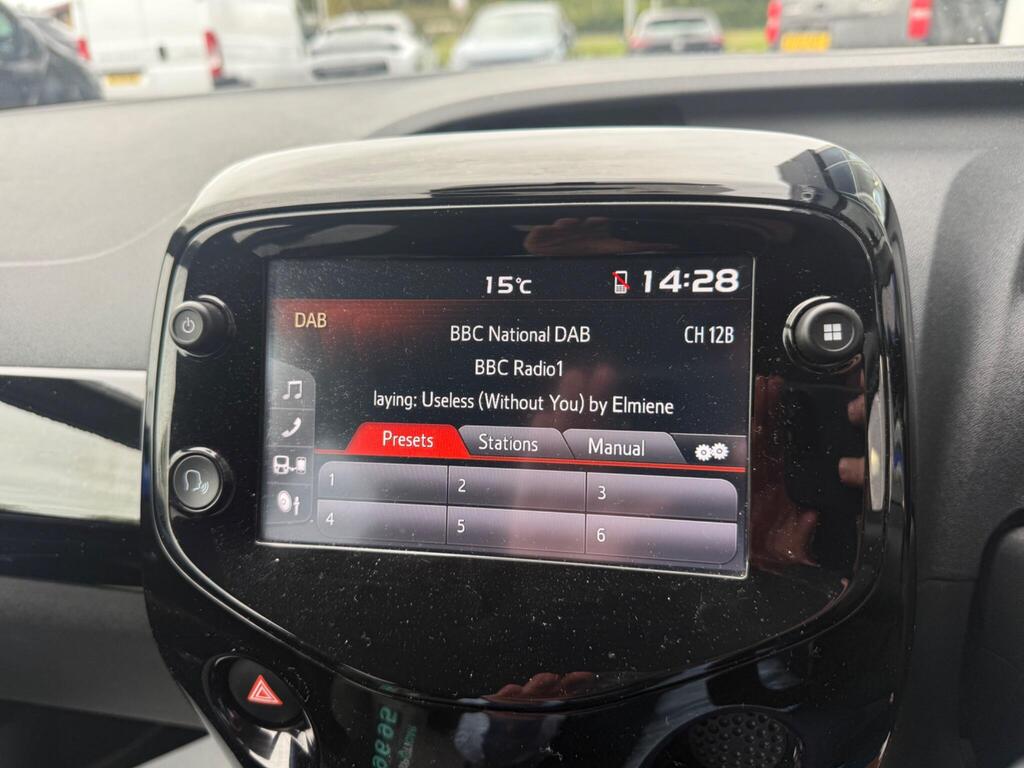 15°C 14:28
DAB
BBC National DAB CH 12B
BBC Radio1
laying: Useless (Without You) by Elmiene
Presets Stations Manual
1 2 3
4 5 6